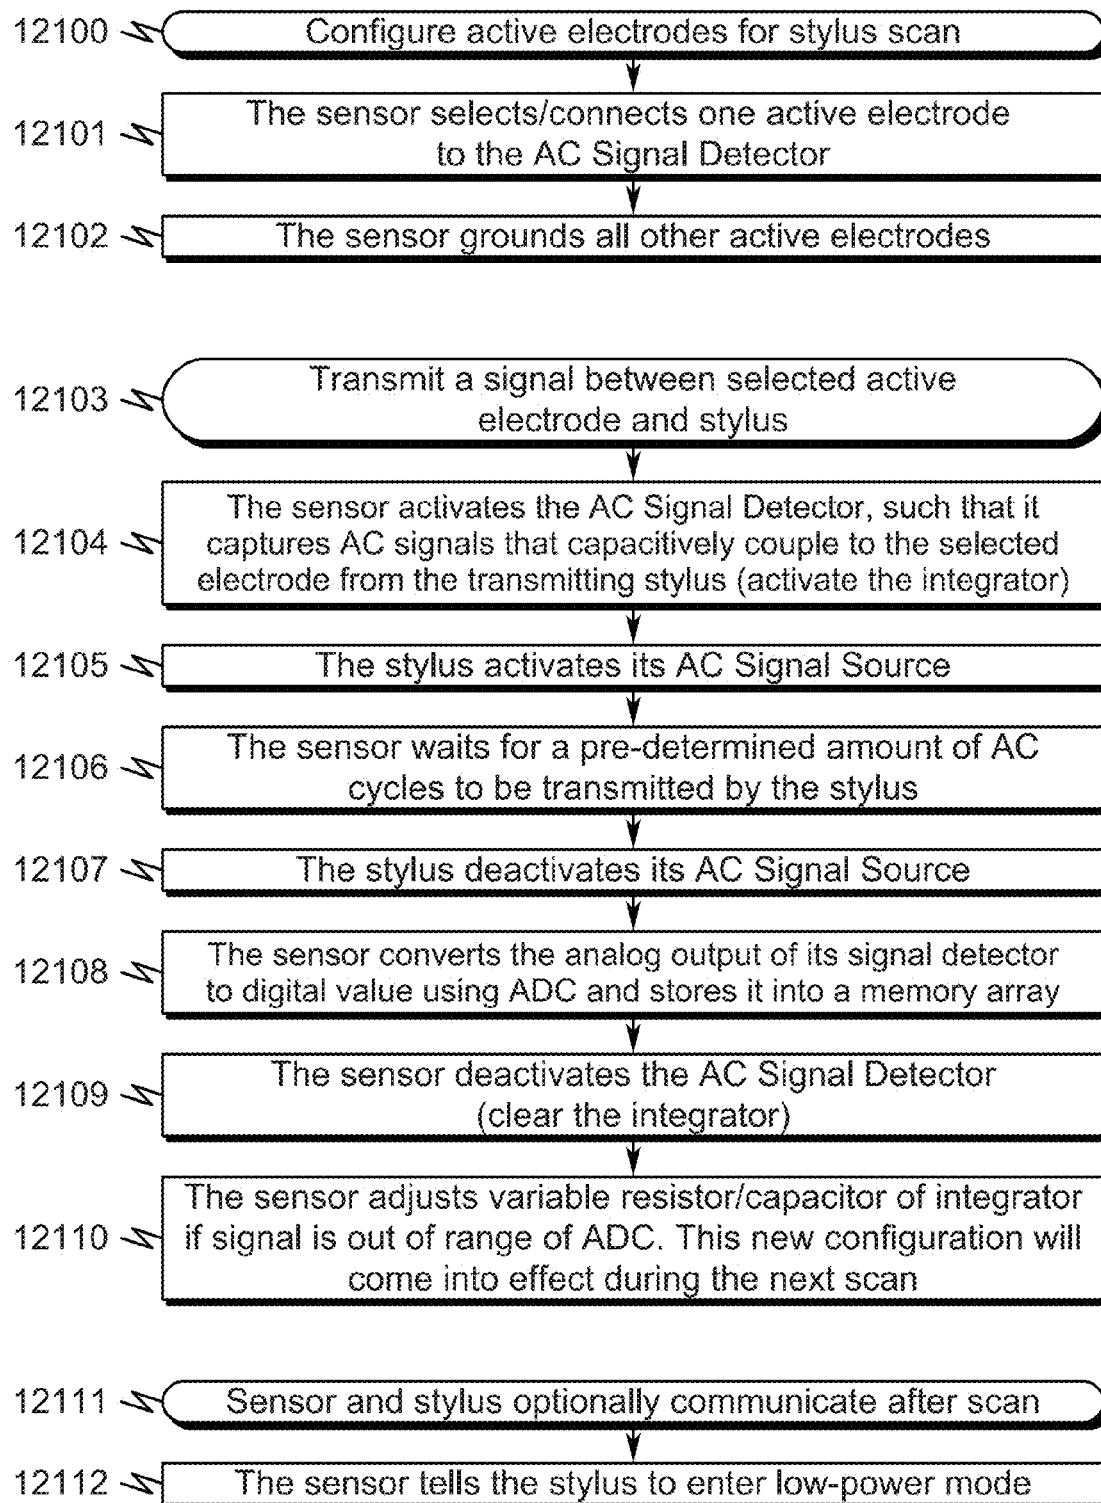 12100 Configure active electrodes for stylus scan
12101 The sensor selects/connects one active electrode
to the AC Signal Detector
12102 The sensor grounds all other active electrodes
12103 Transmit a signal between selected active
electrode and stylus
12104 The sensor activates the AC Signal Detector, such that it
captures AC signals that capacitively couple to the selected
electrode from the transmitting stylus (activate the integrator)
12105 The stylus activates its AC Signal Source
12106 The sensor waits for a pre-determined amount of AC
cycles to be transmitted by the stylus
12107 The stylus deactivates its AC Signal Source
12108 The sensor converts the analog output of its signal detector
to digital value using ADC and stores it into a memory array
12109 The sensor deactivates the AC Signal Detector
(clear the integrator)
12110 The sensor adjusts variable resistor/capacitor of integrator
if signal is out of range of ADC. This new configuration will
come into effect during the next scan
12111 Sensor and stylus optionally communicate after scan
12112 The sensor tells the stylus to enter low-power mode